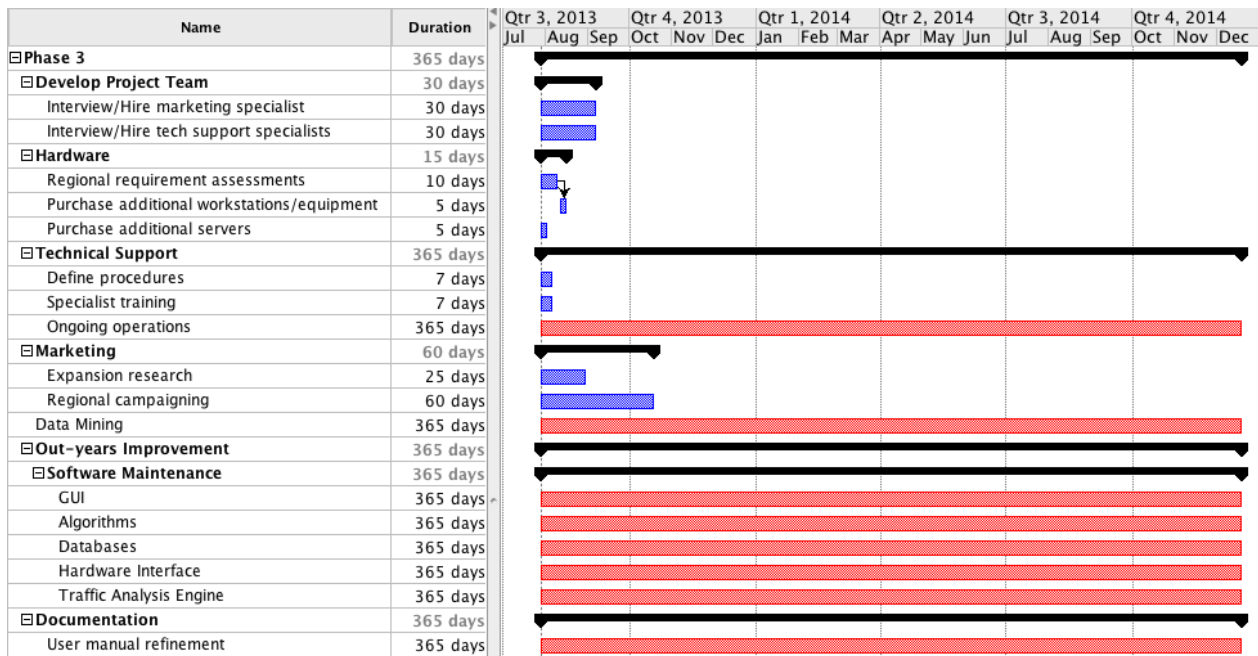 Name Duration Qtr 3, 2013 Qtr 4, 2013 Qtr 1, 2014 Qtr 2, 2014 Qtr 3, 2014 Qtr 4, 2014
Jul Aug Sep Oct Nov Dec Jan Feb Mar Apr May Jun Jul Aug Sep Oct Nov Dec
Phase 3 365 days
Develop Project Team 30 days
Interview/Hire marketing specialist 30 days
Interview/Hire tech support specialists 30 days
Hardware 15 days
Regional requirement assessments 10 days
Purchase additional workstations/equipment 5 days
Purchase additional servers 5 days
Technical Support 365 days
Define procedures 7 days
Specialist training 7 days
Ongoing operations 365 days
Marketing 60 days
Expansion research 25 days
Regional campaigning 60 days
Data Mining 365 days
Out-years Improvement 365 days
Software Maintenance 365 days
GUI 365 days
Algorithms 365 days
Databases 365 days
Hardware Interface 365 days
Traffic Analysis Engine 365 days
Documentation 365 days
User manual refinement 365 days